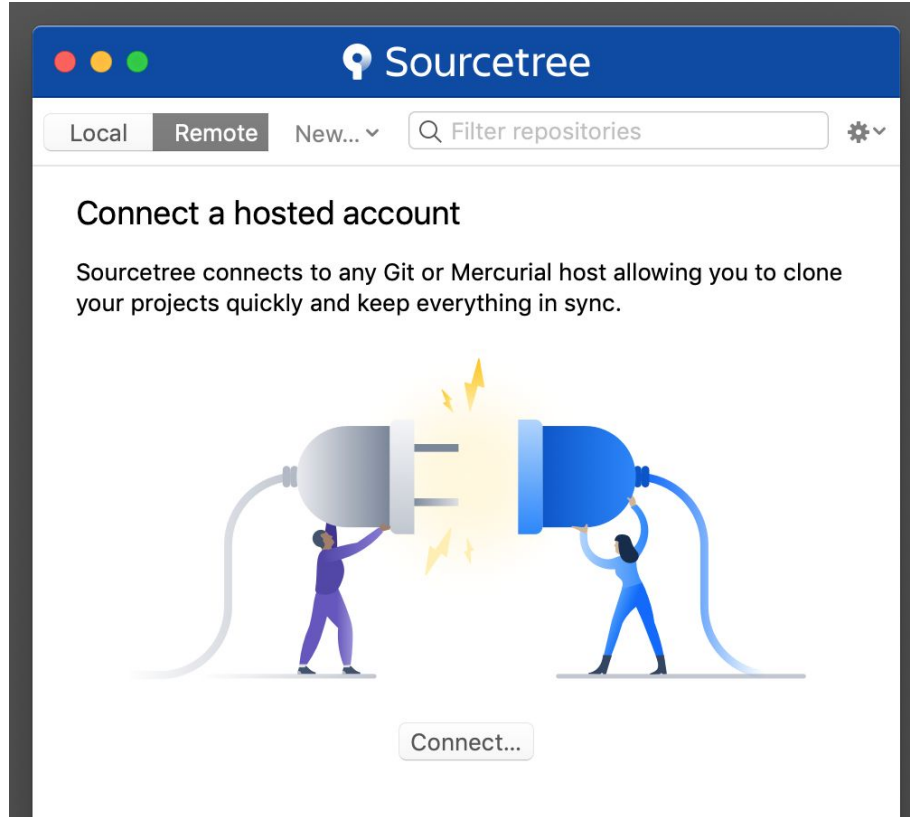 Sourcetree
Local Remote New... Filter repositories
Connect a hosted account
Sourcetree connects to any Git or Mercurial host allowing you to clone
your projects quickly and keep everything in sync.
Connect...